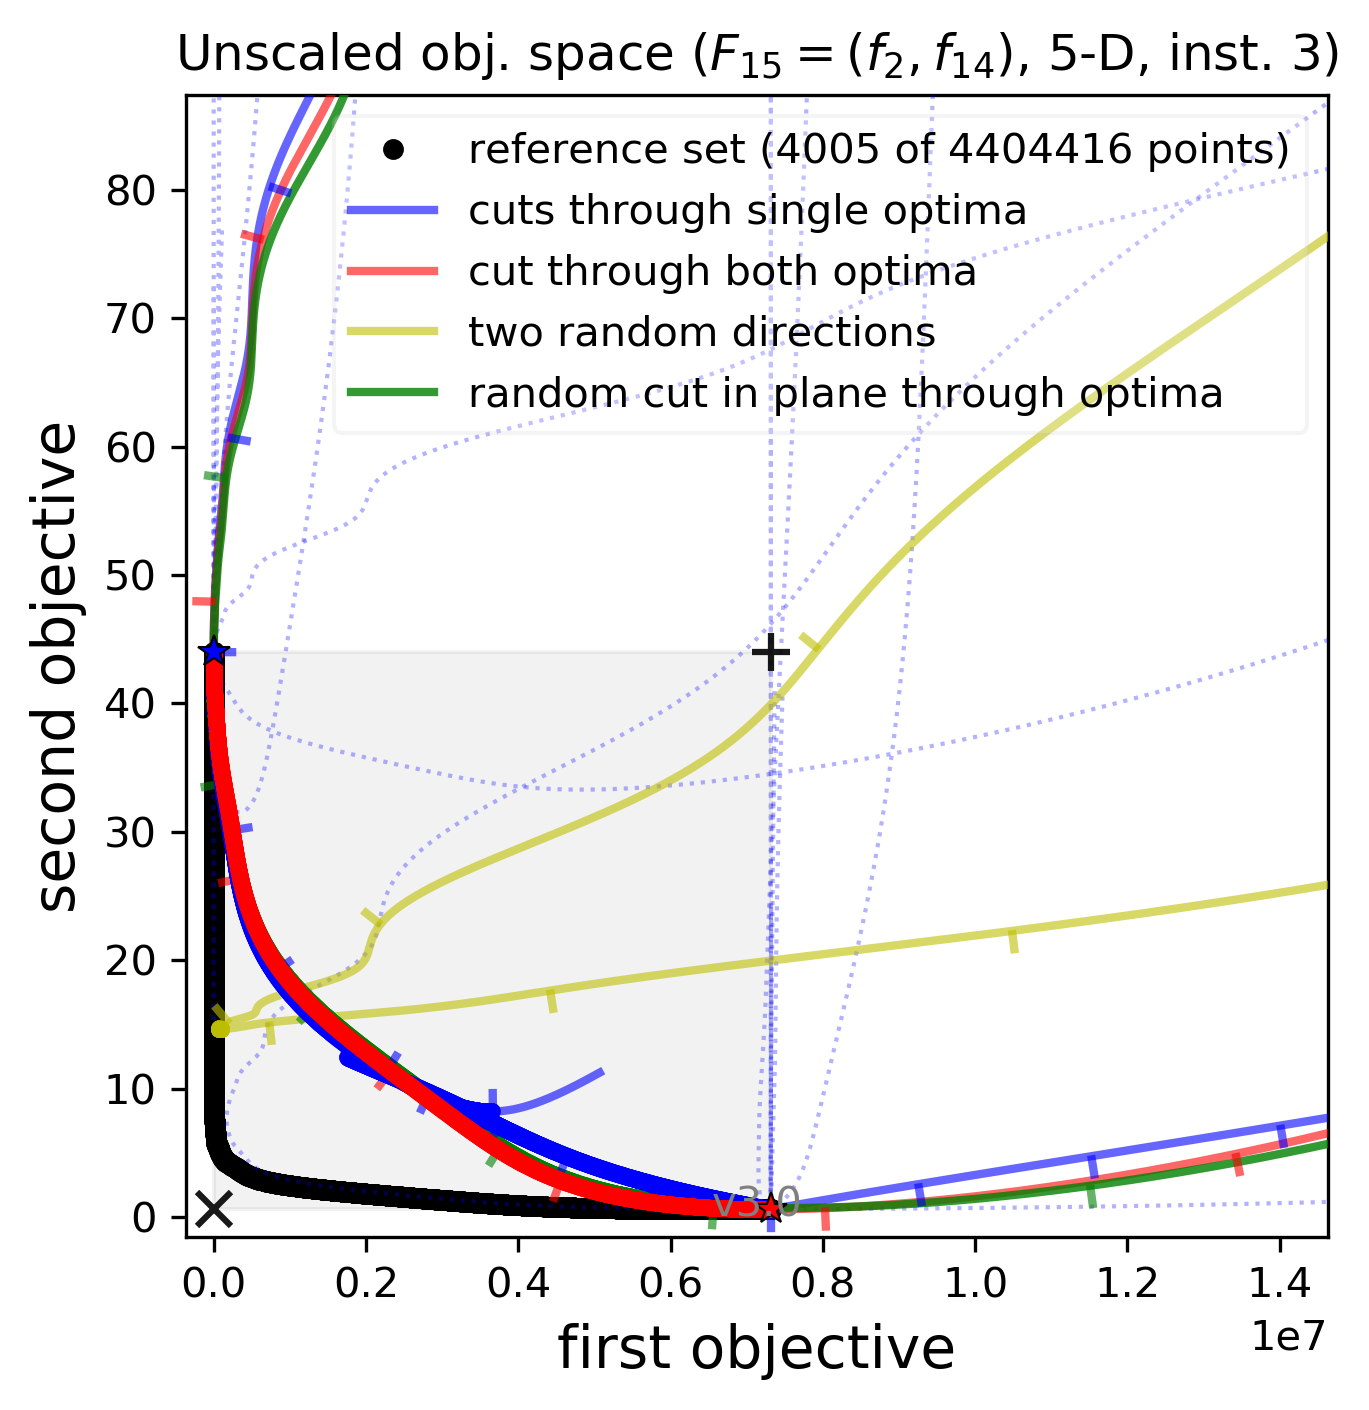 Unscaled obj. space (F₁₅ = (f₂, f₁₄), 5-D, inst. 3)
reference set (4005 of 4404416 points)
cuts through single optima
cut through both optima
two random directions
random cut in plane through optima
80
70
60
50
40
30
20
10
0
second objective
v3.0
0.0 0.2 0.4 0.6 0.8 1.0 1.2 1.4
1e7
first objective